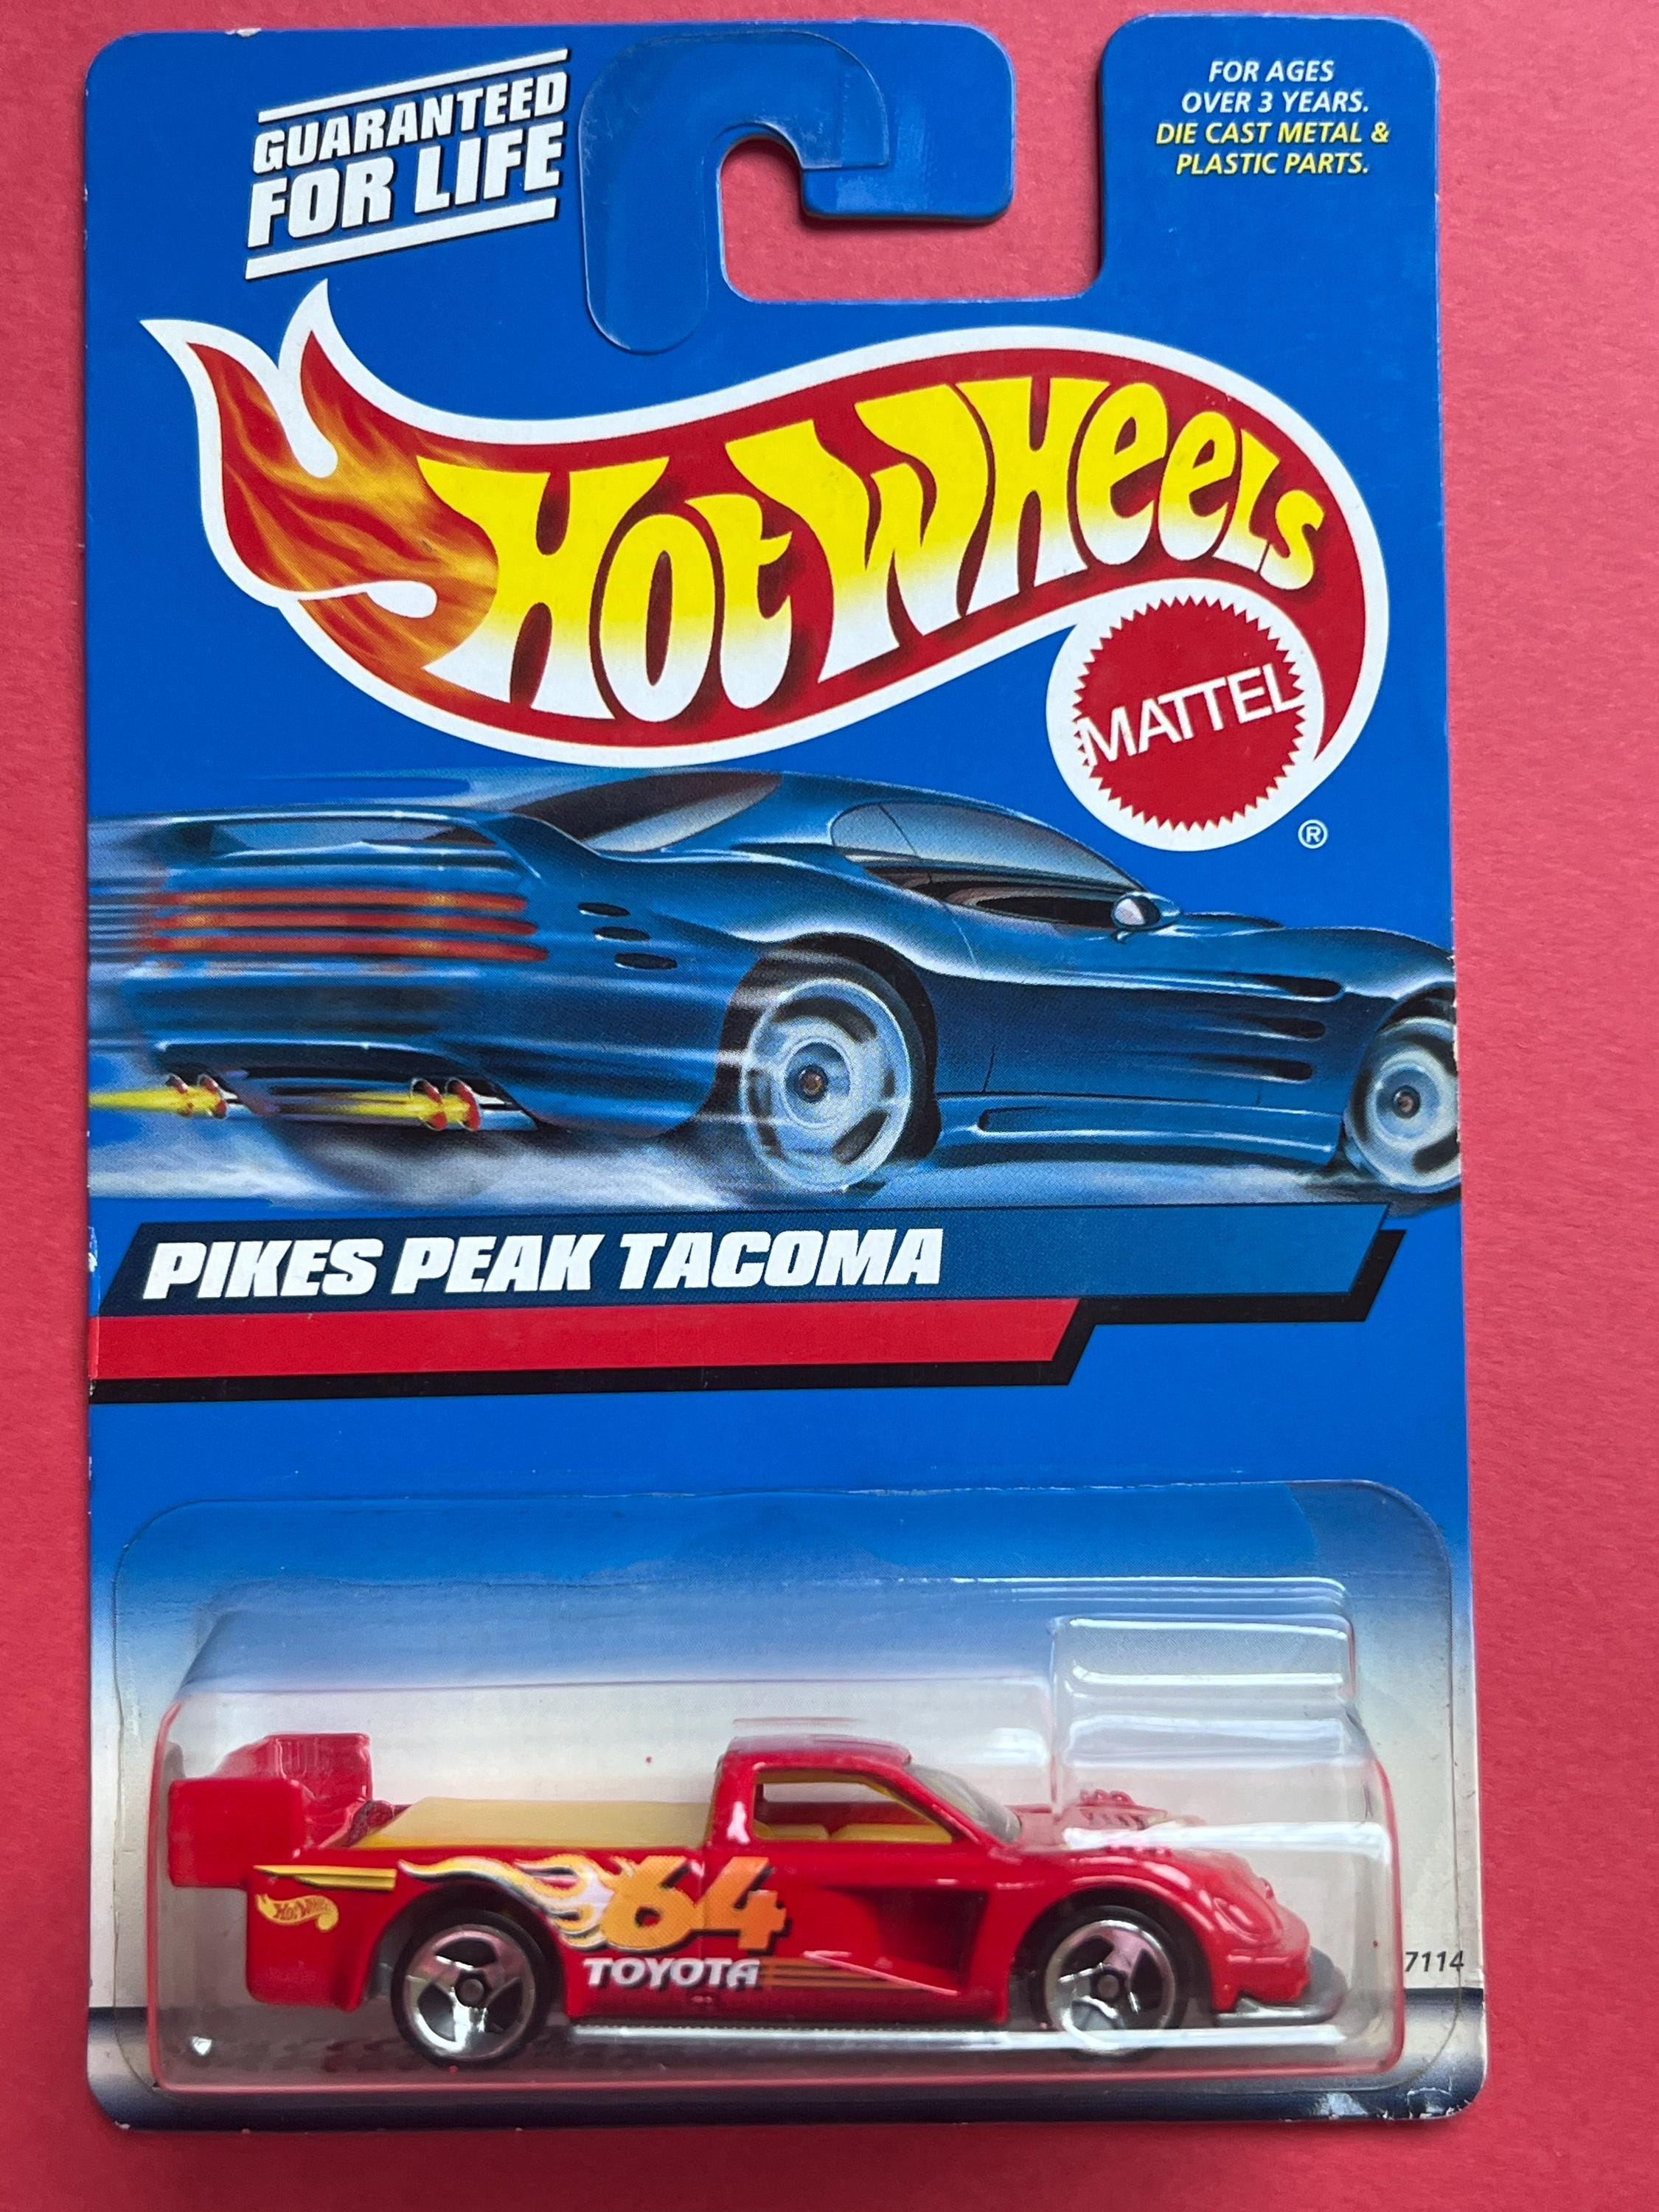 GUARANTEED
FOR LIFE
FOR AGES
OVER 3 YEARS.
DIE CAST METAL &
PLASTIC PARTS.
HOT WHEELS
MATTEL
®
PIKES PEAK TACOMA
64
TOYOTA
Hot Wheels
7114